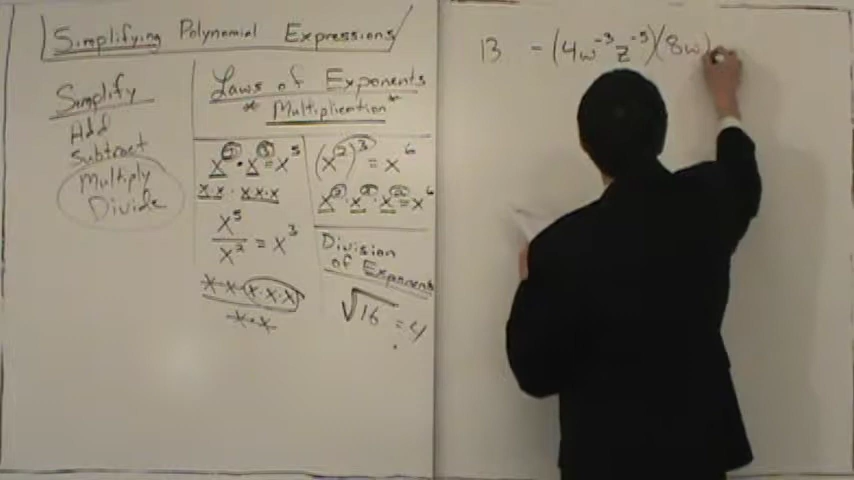 Simplifying Polynomial Expressions
Simplify
Add
Subtract
Multiply
Divide
Laws of Exponents
* Multiplication *
x² · x³ = x⁵
x·x · x·x·x
x⁵/x² = x³
x·x·x·x·x
x·x
(x²)³ = x⁶
x² · x² · x² = x⁶
Division
of Exponents
√16 = 4
13 - (4w⁻³z⁻⁵)(8w)